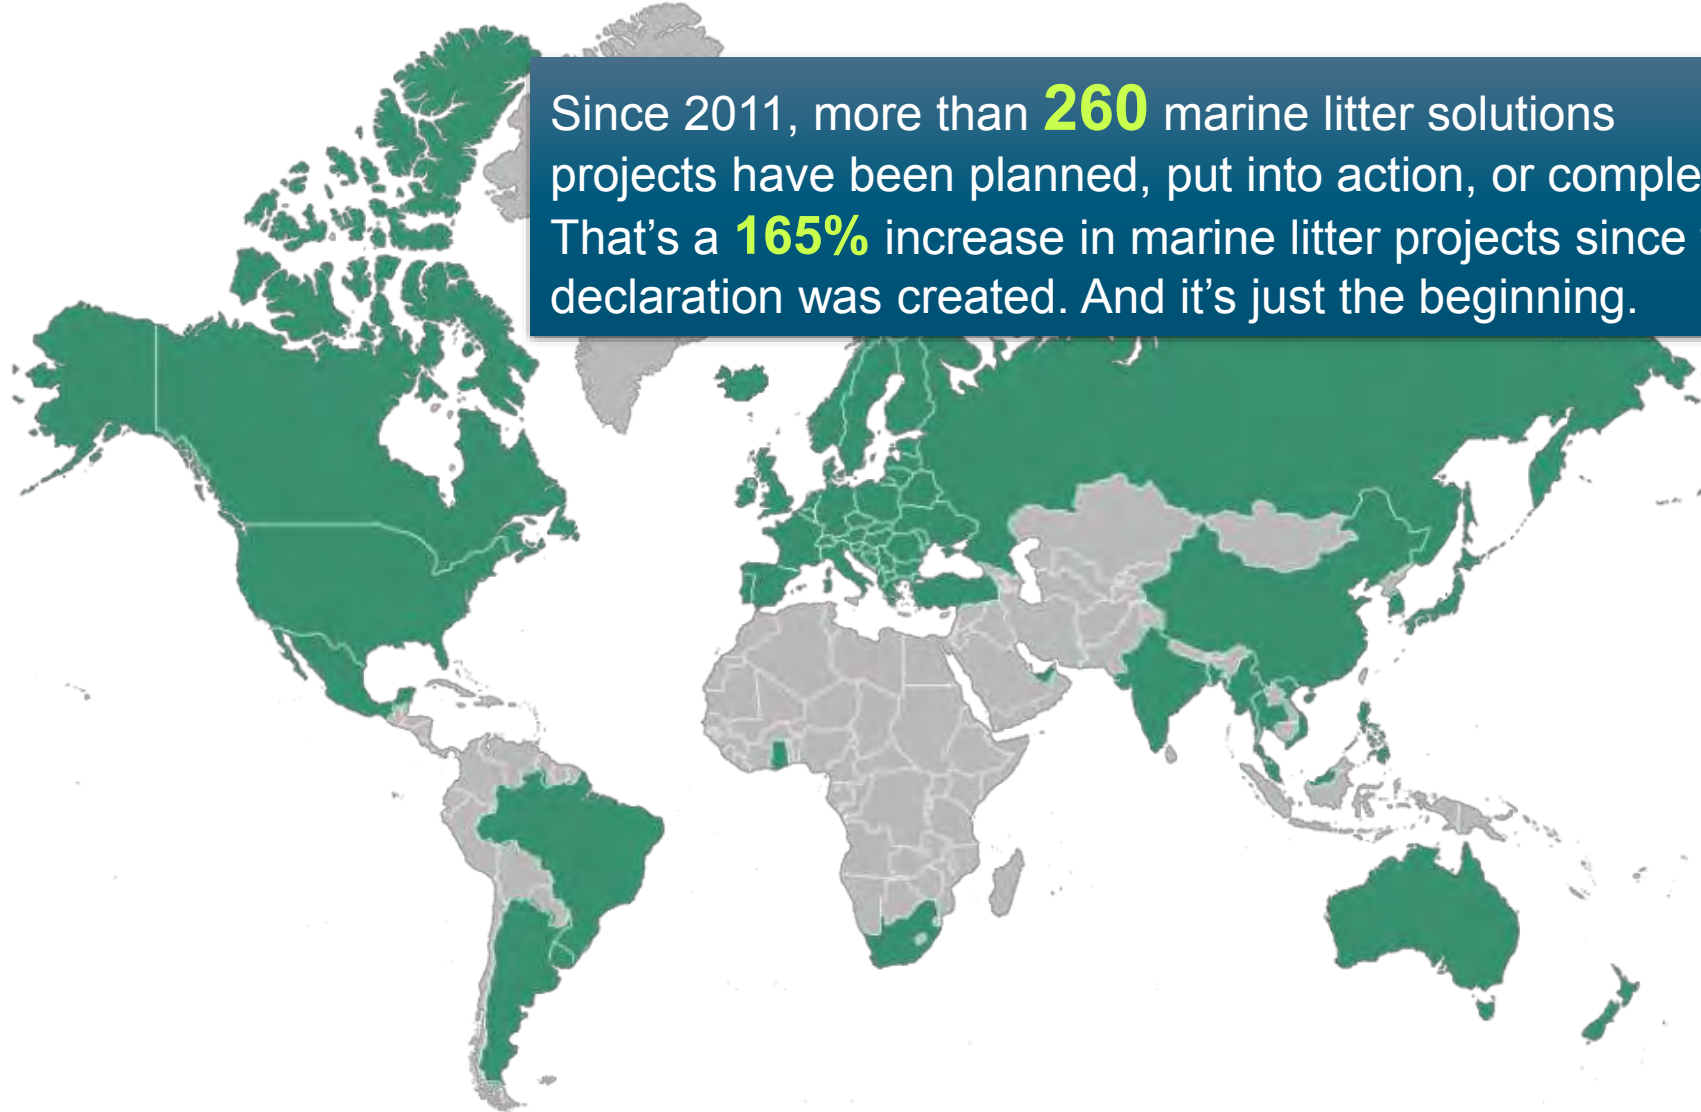 Since 2011, more than 260 marine litter solutions
projects have been planned, put into action, or comple
That’s a 165% increase in marine litter projects since
declaration was created. And it’s just the beginning.